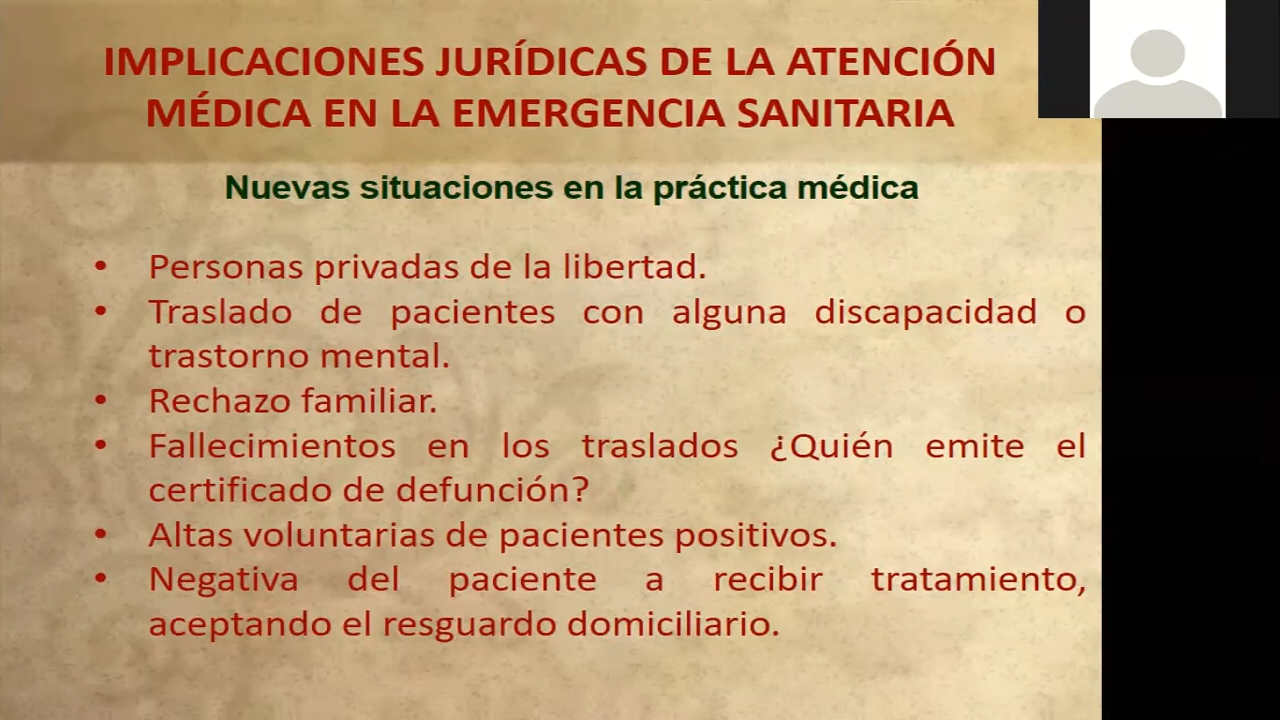 IMPLICACIONES JURÍDICAS DE LA ATENCIÓN
MÉDICA EN LA EMERGENCIA SANITARIA
Nuevas situaciones en la práctica médica
• Personas privadas de la libertad.
• Traslado de pacientes con alguna discapacidad o
trastorno mental.
• Rechazo familiar.
• Fallecimientos en los traslados ¿Quién emite el
certificado de defunción?
• Altas voluntarias de pacientes positivos.
• Negativa del paciente a recibir tratamiento,
aceptando el resguardo domiciliario.